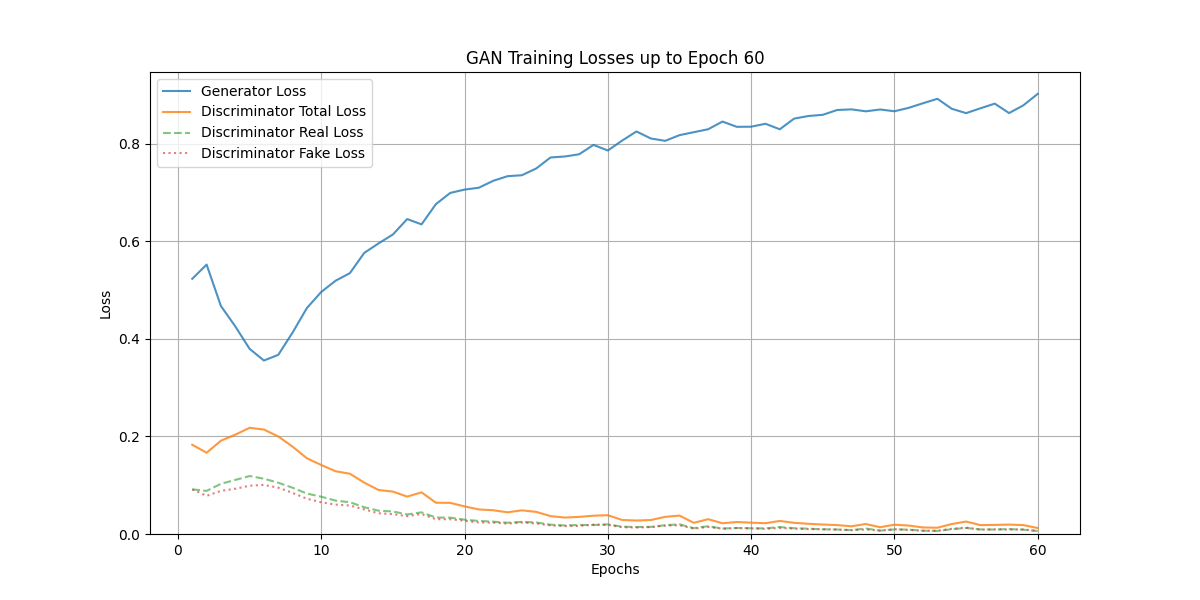 GAN Training Losses up to Epoch 60
Generator Loss
Discriminator Total Loss
Discriminator Real Loss
Discriminator Fake Loss
0.8
0.6
0.4
0.2
0.0
Loss
0 10 20 30 40 50 60
Epochs